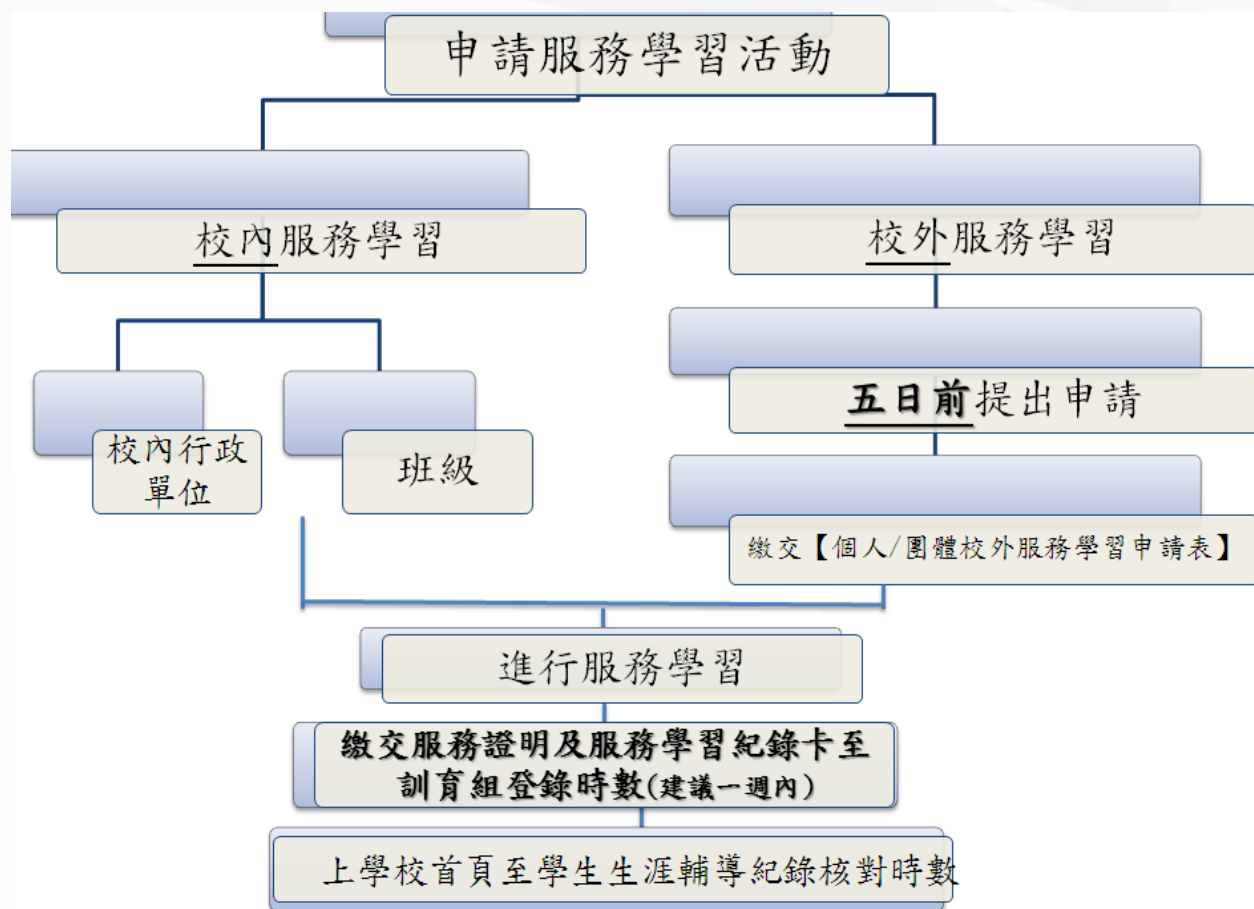 申請服務學習活動
校內服務學習
校外服務學習
五日前提出申請
校內行政
單位
班級
繳交【個人/團體校外服務學習申請表】
進行服務學習
繳交服務證明及服務學習紀錄卡至
訓育組登錄時數(建議一週內)
上學校首頁至學生生涯輔導紀錄核對時數